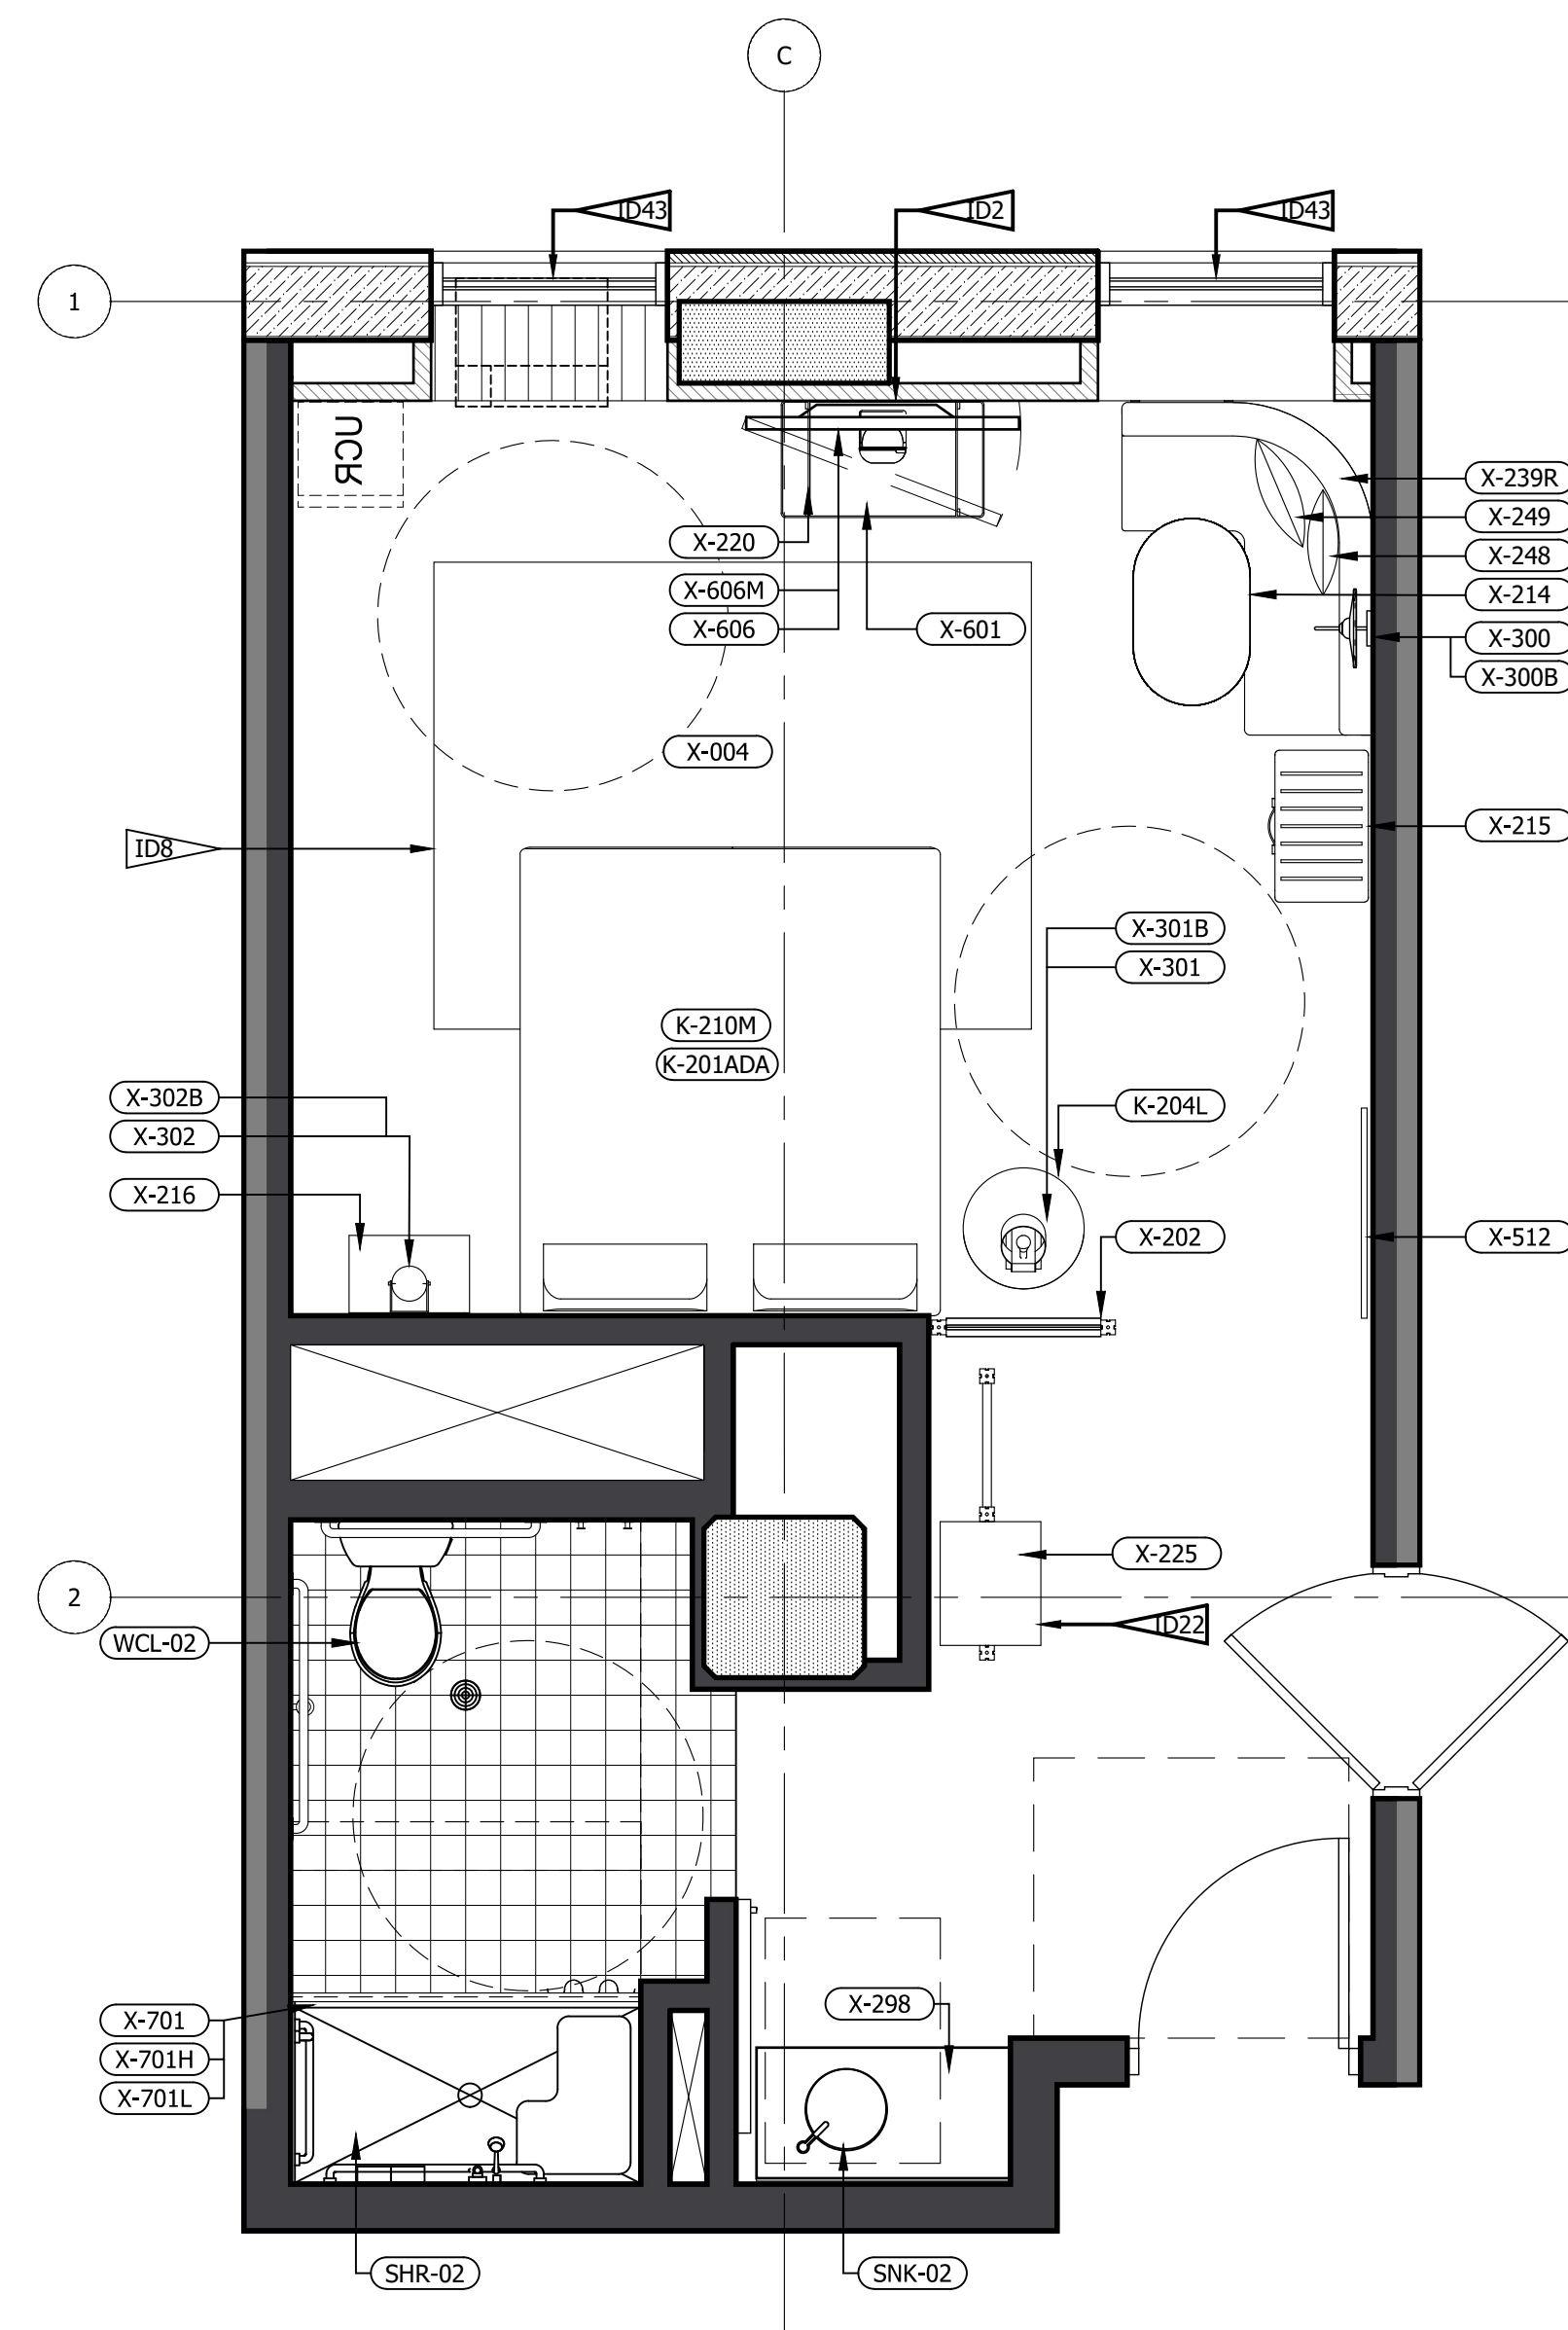 C
ID43
ID2
ID43
1
UCR
X-239R
X-249
X-220
X-248
X-606M
X-214
X-606
X-601
X-300
X-300B
X-004
ID8
X-215
X-301B
X-301
K-210M
K-201ADA
X-302B
K-204L
X-302
X-216
X-202
X-512
X-225
2
WCL-02
ID22
X-298
X-701
X-701H
X-701L
SHR-02
SNK-02